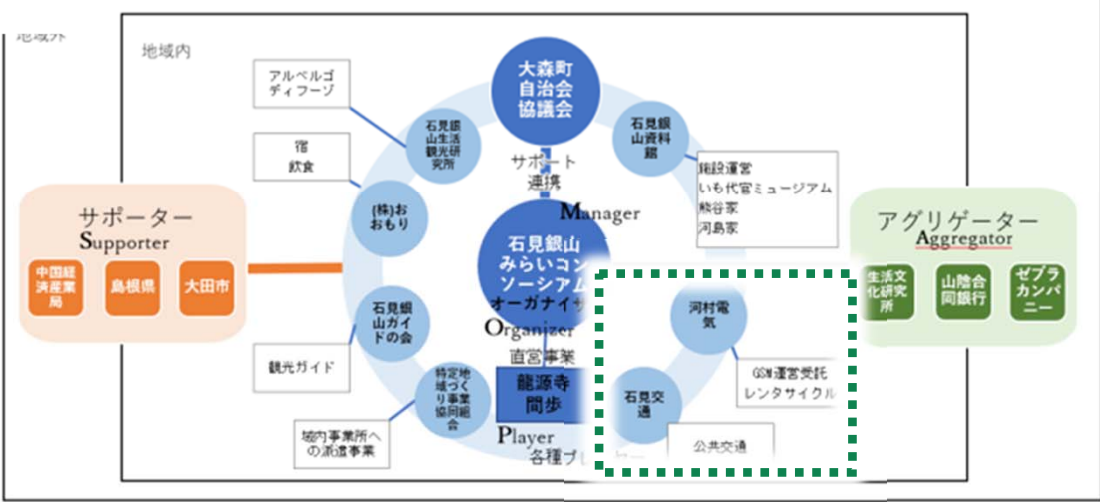 地域外
地域内
アルベルゴ
ディフーゾ
宿
飲食
石見銀
山生活
観光研
究所
(株)お
おもり
大森町
自治会
協議会
サポート
連携
Manager
石見銀
山資料
館
施設運営
いも代官ミュージアム
熊谷家
河島家
サポーター
Supporter
中国経
済産業
局
島根県
大田市
石見銀山
みらいコン
ソーシアム
オーガナイザ
Organizer
直営事業
龍源寺
間歩
Player
各種プレ
石見銀
山ガイ
ドの会
観光ガイド
特定地
域づく
り事業
協同組
合
域内事業所へ
の派遣事業
河村電
気
GSM運営受託
レンタサイクル
石見交
通
公共交通
アグリゲーター
Aggregator
生活文
化研究
所
山陰合
同銀行
ゼブラ
カンパ
ニー